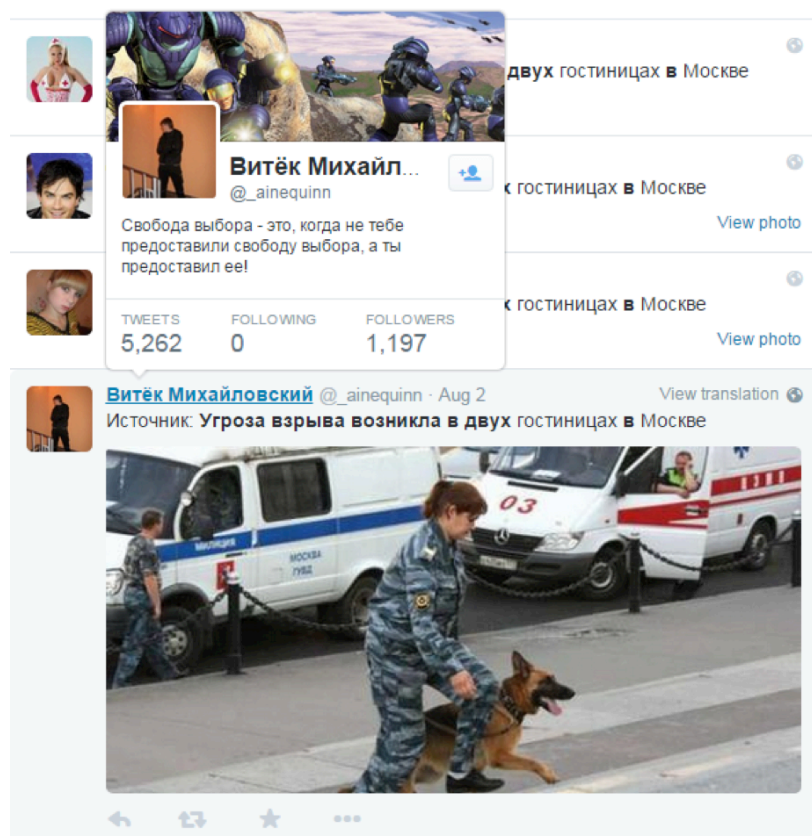 двух гостиницах в Москве
Витёк Михайл...
@_ainequinn
гостиницах в Москве
View photo
Свобода выбора - это, когда не тебе
предоставили свободу выбора, а ты
предоставил ее!
гостиницах в Москве
TWEETS FOLLOWING FOLLOWERS
5,262 0 1,197
View photo
Витёк Михайловский @_ainequinn · Aug 2 View translation
Источник: Угроза взрыва возникла в двух гостиницах в Москве
03
МИЛИЦИЯ
МОСКВА
ГУВД